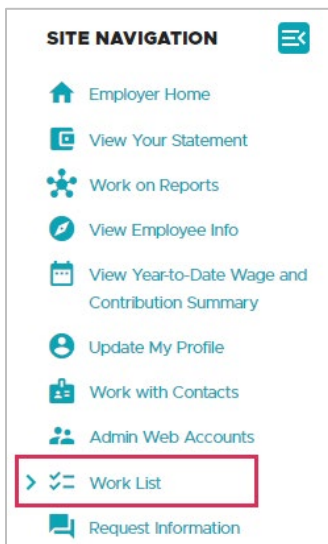 SITE NAVIGATION
Employer Home
View Your Statement
Work on Reports
View Employee Info
View Year-to-Date Wage and
Contribution Summary
Update My Profile
Work with Contacts
Admin Web Accounts
Work List
Request Information